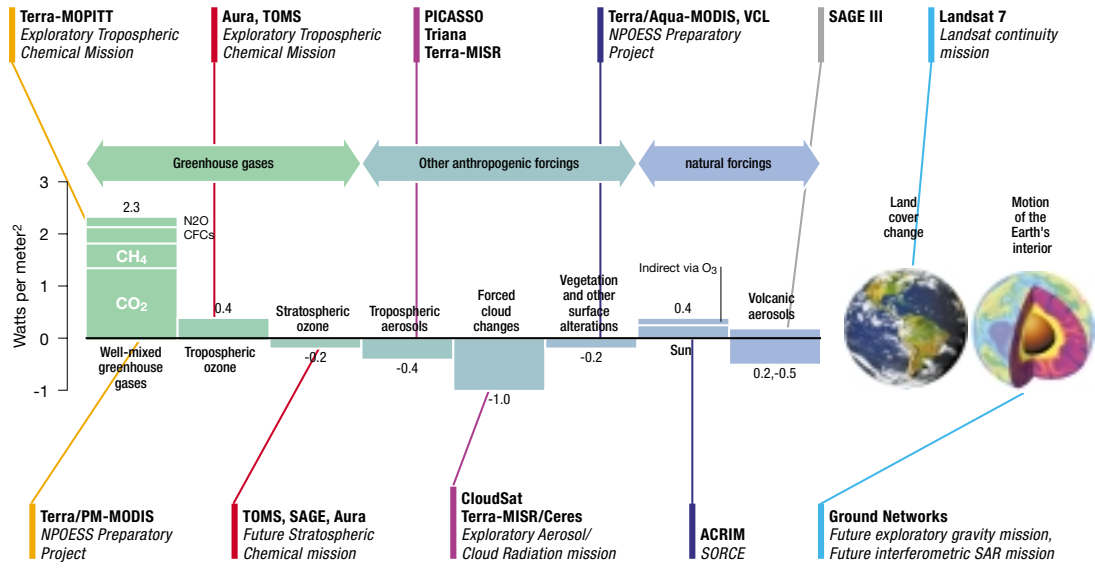 Terra-MOPITT
Exploratory Tropospheric
Chemical Mission
Aura, TOMS
Exploratory Tropospheric
Chemical Mission
PICASSO
Triana
Terra-MISR
Terra/Aqua-MODIS, VCL
NPOESS Preparatory
Project
SAGE III
Landsat 7
Landsat continuity
mission
Greenhouse gases
Other anthropogenic forcings
natural forcings
Watts per meter²
3
2
1
0
-1
2.3
N2O
CFCs
CH₄
CO₂
Well-mixed
greenhouse
gases
0.4
Tropospheric
ozone
Stratospheric
ozone
-0.2
Tropospheric
aerosols
-0.4
Forced
cloud
changes
-1.0
Vegetation
and other
surface
alterations
-0.2
Indirect via O₃
0.4
Sun
Volcanic
aerosols
0.2,-0.5
Land
cover
change
Motion
of the
Earth's
interior
Terra/PM-MODIS
NPOESS Preparatory
Project
TOMS, SAGE, Aura
Future Stratospheric
Chemical mission
CloudSat
Terra-MISR/Ceres
Exploratory Aerosol/
Cloud Radiation mission
ACRIM
SORCE
Ground Networks
Future exploratory gravity mission,
Future interferometric SAR mission